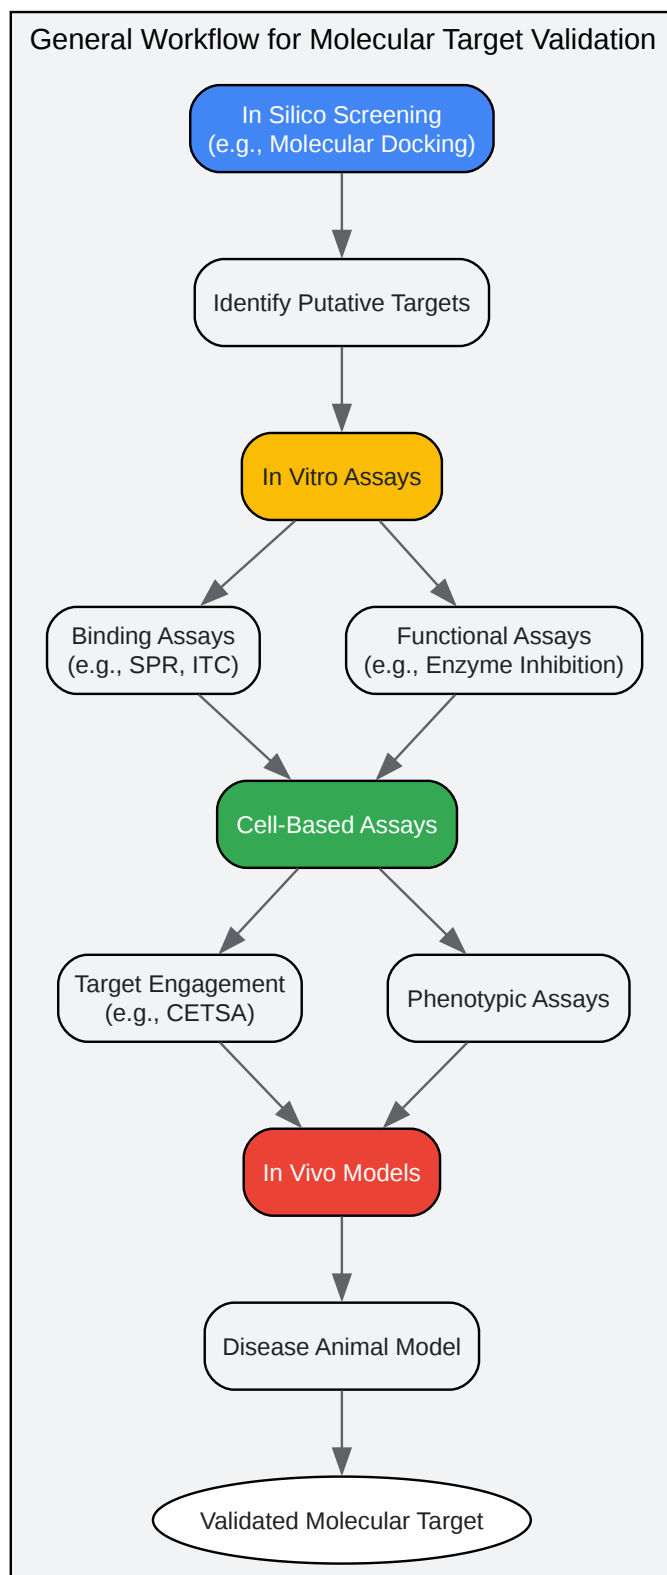 General Workflow for Molecular Target Validation
In Silico Screening
(e.g., Molecular Docking)
Identify Putative Targets
In Vitro Assays
Binding Assays
(e.g., SPR, ITC)
Functional Assays
(e.g., Enzyme Inhibition)
Cell-Based Assays
Target Engagement
(e.g., CETSA)
Phenotypic Assays
In Vivo Models
Disease Animal Model
Validated Molecular Target